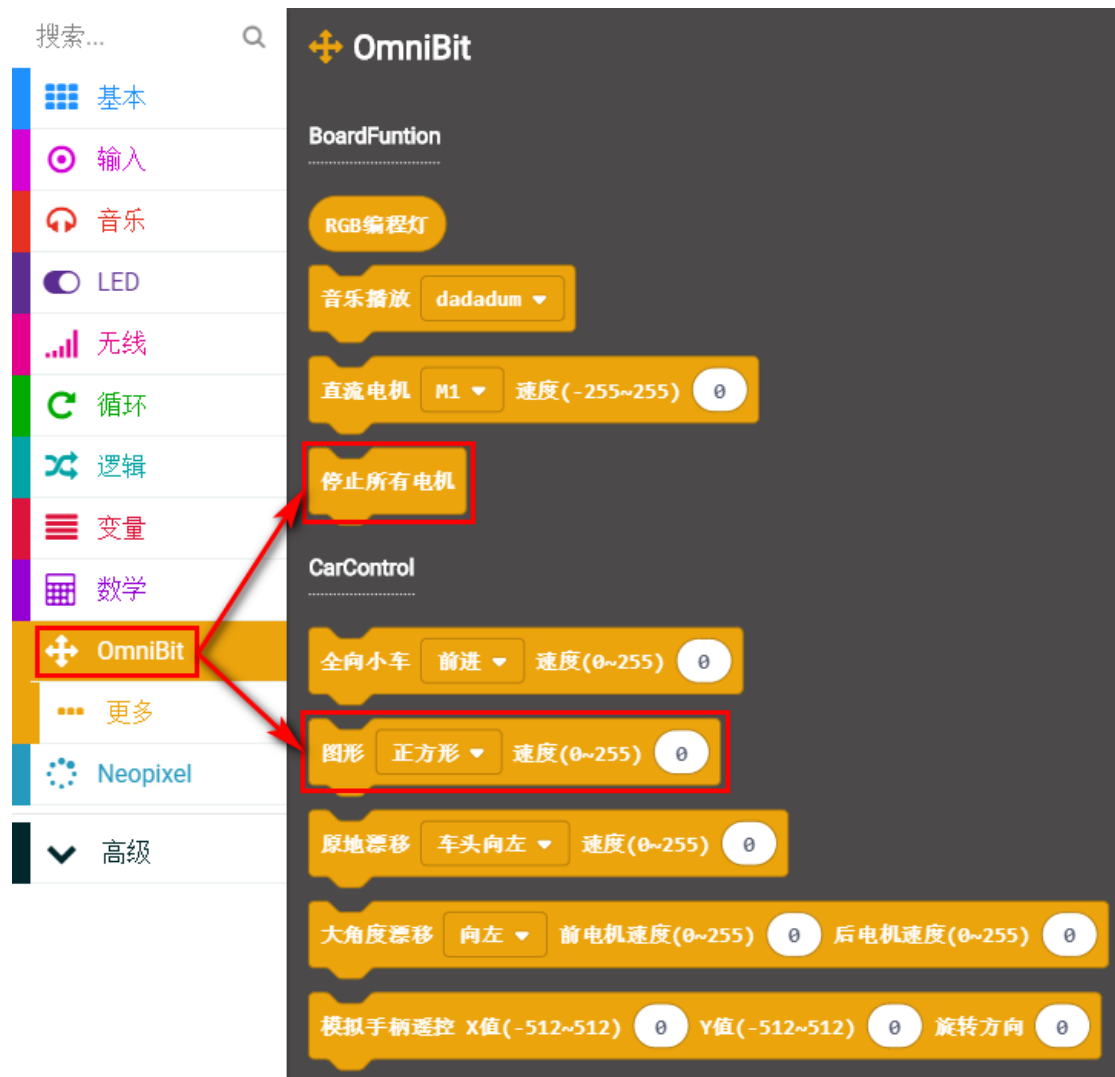 搜索...
基本
输入
音乐
LED
无线
循环
逻辑
变量
数学
OmniBit
更多
Neopixel
高级
OmniBit
BoardFuntion
RGB编程灯
音乐播放 dadadum
直流电机 M1 速度(-255~255) 0
停止所有电机
CarControl
全向小车 前进 速度(0~255) 0
图形 正方形 速度(0~255) 0
原地漂移 车头向左 速度(0~255) 0
大角度漂移 向左 前电机速度(0~255) 0 后电机速度(0~255) 0
模拟手柄遥控 X值(-512~512) 0 Y值(-512~512) 0 旋转方向 0